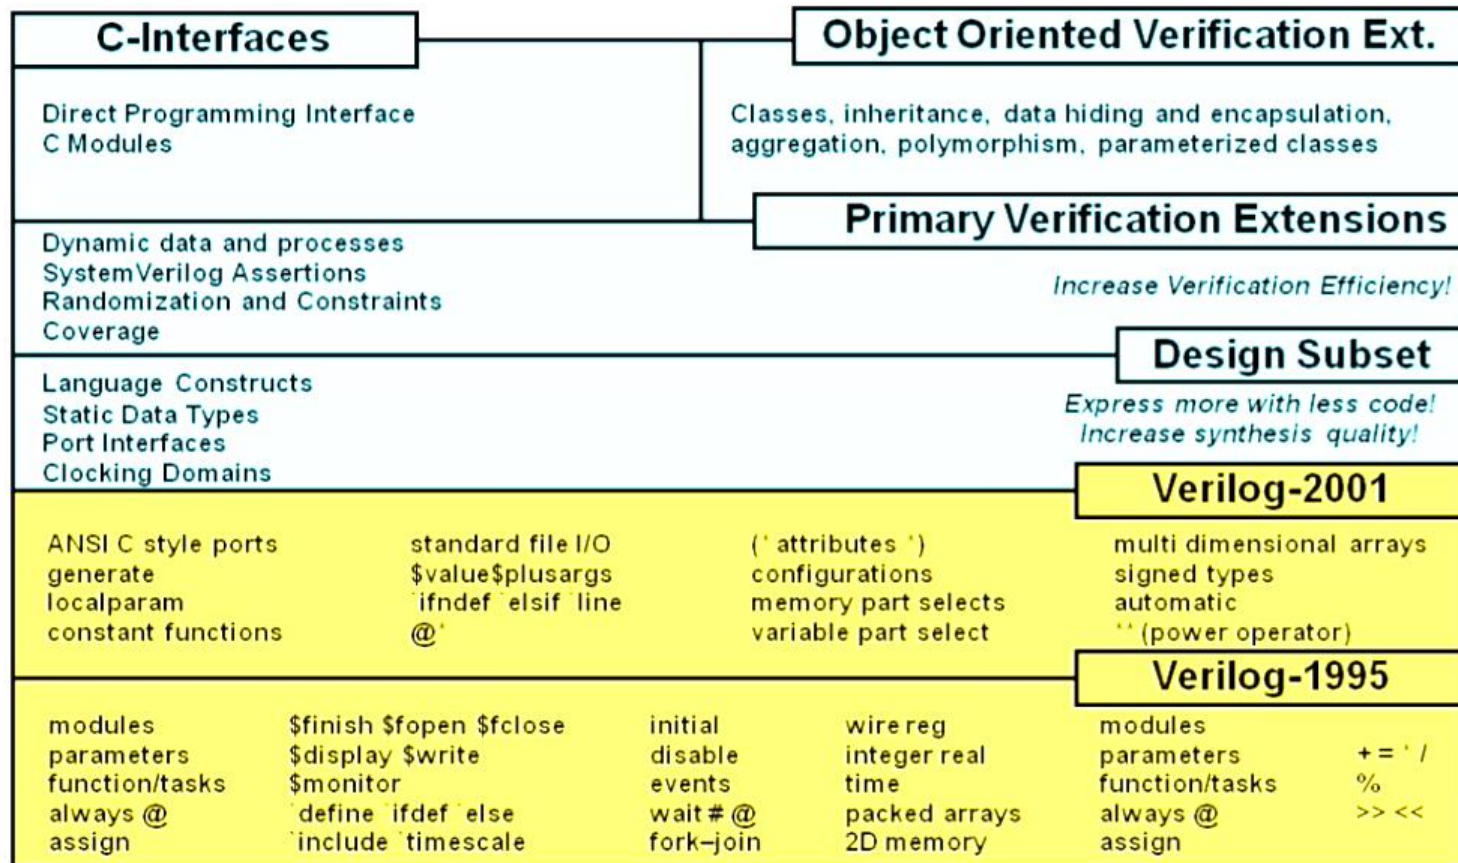 C-Interfaces
Object Oriented Verification Ext.
Direct Programming Interface
C Modules
Classes, inheritance, data hiding and encapsulation,
aggregation, polymorphism, parameterized classes
Primary Verification Extensions
Dynamic data and processes
SystemVerilog Assertions
Randomization and Constraints
Coverage
Increase Verification Efficiency!
Design Subset
Language Constructs
Static Data Types
Port Interfaces
Clocking Domains
Express more with less code!
Increase synthesis quality!
Verilog-2001
ANSI C style ports
generate
localparam
constant functions
standard file I/O
$value$plusargs
`ifndef `elsif `line
@*
(* attributes *)
configurations
memory part selects
variable part select
multi dimensional arrays
signed types
automatic
** (power operator)
Verilog-1995
modules
parameters
function/tasks
always @
assign
$finish $fopen $fclose
$display $write
$monitor
`define `ifdef `else
`include `timescale
initial
disable
events
wait # @
fork–join
wire reg
integer real
time
packed arrays
2D memory
modules
parameters
function/tasks
always @
assign
+ = * /
%
>> <<